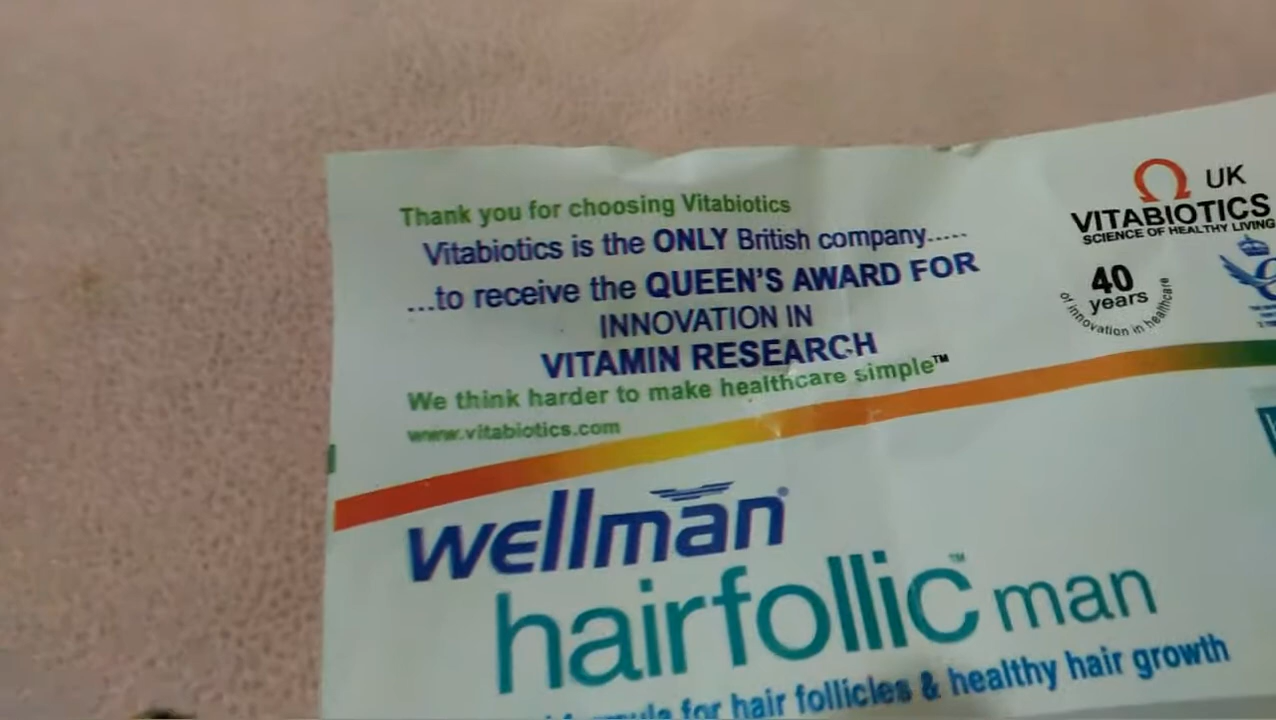 Thank you for choosing Vitabiotics
Vitabiotics is the ONLY British company.....
...to receive the QUEEN'S AWARD FOR
INNOVATION IN
VITAMIN RESEARCH
We think harder to make healthcare simple™
www.vitabiotics.com
UK
VITABIOTICS
SCIENCE OF HEALTHY LIVING
40
years
of innovation in healthcare
wellman®
hairfollic™ man
formula for hair follicles & healthy hair growth